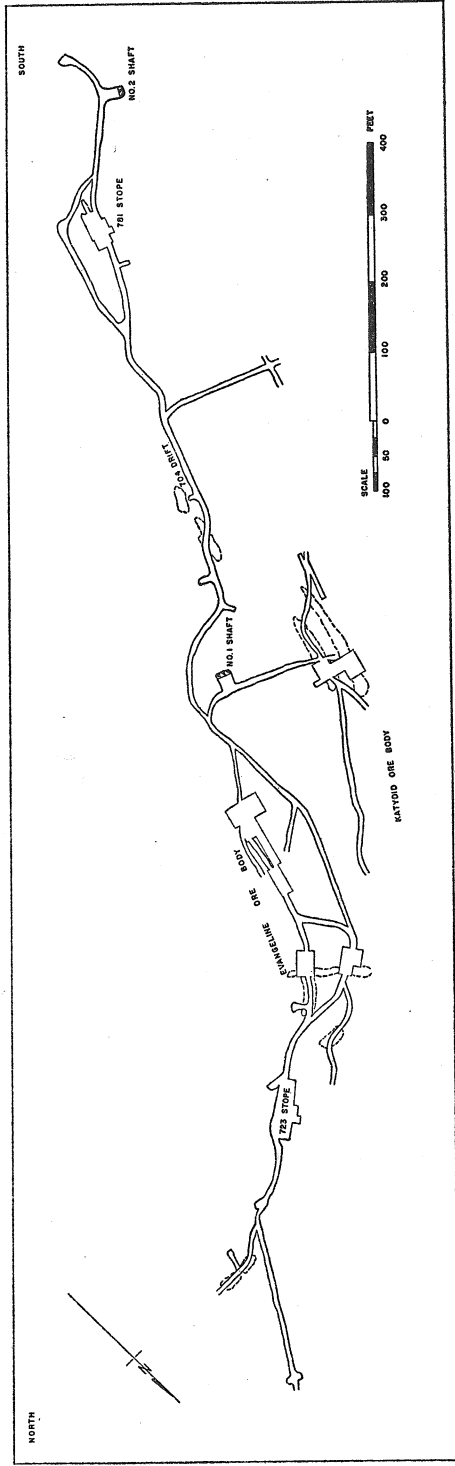 NORTH
SOUTH
N
723 STOPE
EVANGELINE ORE BODY
KATYDID ORE BODY
NO.1 SHAFT
704 DRIFT
781 STOPE
NO.2 SHAFT
SCALE FEET
100 50 0 100 200 300 400